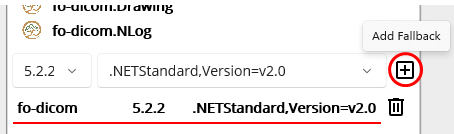 fo-dicom.Drawing
fo-dicom.NLog
Add Fallback
5.2.2 .NETStandard,Version=v2.0
fo-dicom 5.2.2 .NETStandard,Version=v2.0